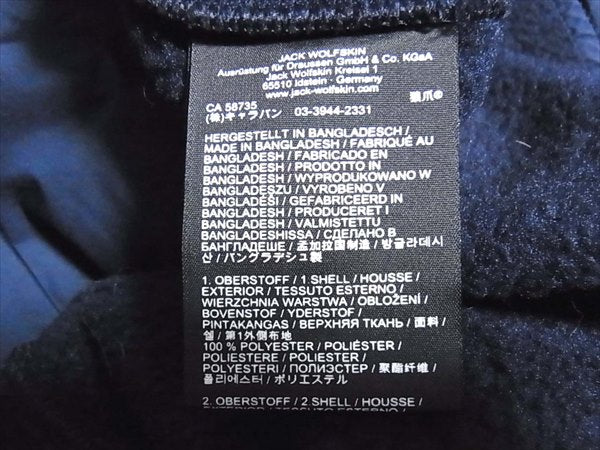 JACK WOLFSKIN
Ausrüstung für Draussen GmbH & Co. KGaA
Jack Wolfskin Kreisel 1
65510 Idstein - Germany
www.jack-wolfskin.com
狼爪®
CA 58735
(株)キャラバン 03-3944-2331
HERGESTELLT IN BANGLADESCH /
MADE IN BANGLADESH / FABRIQUÉ AU
BANGLADESH / FABRICADO EN
BANGLADESH / PRODOTTO IN
BANGLADESH / WYPRODUKOWANO W
BANGLADESZU / VYROBENO V
BANGLADÉŠI / GEFABRICEERD IN
BANGLADESH / PRODUCERET I
BANGLADESH / VALMISTETTU
BANGLADESHISSA / СДЕЛАНО В
БАНГЛАДЕШЕ / 孟加拉国制造 / 방글라데시
산 / バングラデシュ製
1. OBERSTOFF / 1.SHELL / HOUSSE /
EXTERIOR / TESSUTO ESTERNO /
WIERZCHNIA WARSTWA / OBLOŽENÍ /
BOVENSTOF / YDERSTOF /
PINTAKANGAS / ВЕРХНЯЯ ТКАНЬ / 面料 /
쉘 / 第1外側布地
100 % POLYESTER / POLIÉSTER /
POLIESTERE / POLIESTER /
POLYESTERI / ПОЛИЭСТЕР / 聚酯纤维 /
폴리에스터 / ポリエステル
2. OBERSTOFF / 2.SHELL / HOUSSE /
EXTERIOR / TESSUTO ESTERNO /